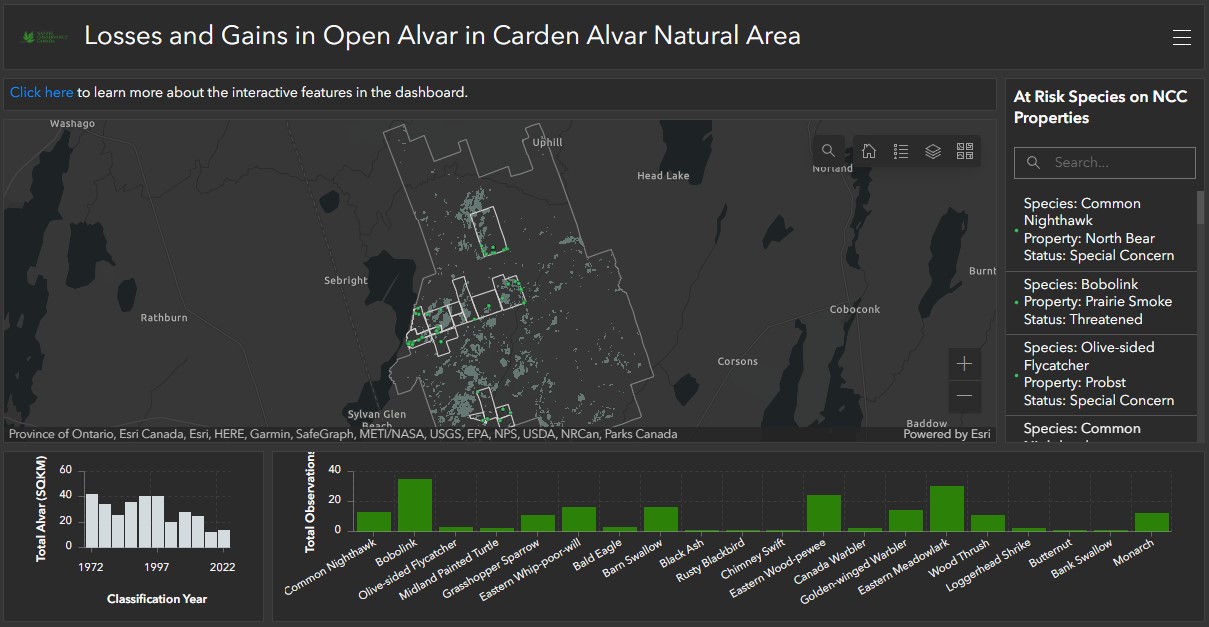 Losses and Gains in Open Alvar in Carden Alvar Natural Area
Click here to learn more about the interactive features in the dashboard.
At Risk Species on NCC
Properties
Search...
Washago
Uphill
Head Lake
Norland
Sebright
Burnt
Rathburn
Coboconk
Corsons
Sylvan Glen
Beach
Baddow
Province of Ontario, Esri Canada, Esri, HERE, Garmin, SafeGraph, METI/NASA, USGS, EPA, NPS, USDA, NRCan, Parks Canada
Powered by Esri
Species: Common
Nighthawk
Property: North Bear
Status: Special Concern
Species: Bobolink
Property: Prairie Smoke
Status: Threatened
Species: Olive-sided
Flycatcher
Property: Probst
Status: Special Concern
Species: Common
Total Alvar (SQKM)
60
40
20
0
1972
1997
2022
Classification Year
Total Observations
40
20
0
Common Nighthawk
Bobolink
Olive-sided Flycatcher
Midland Painted Turtle
Grasshopper Sparrow
Eastern Whip-poor-will
Bald Eagle
Barn Swallow
Black Ash
Rusty Blackbird
Chimney Swift
Eastern Wood-pewee
Canada Warbler
Golden-winged Warbler
Eastern Meadowlark
Wood Thrush
Loggerhead Shrike
Butternut
Bank Swallow
Monarch